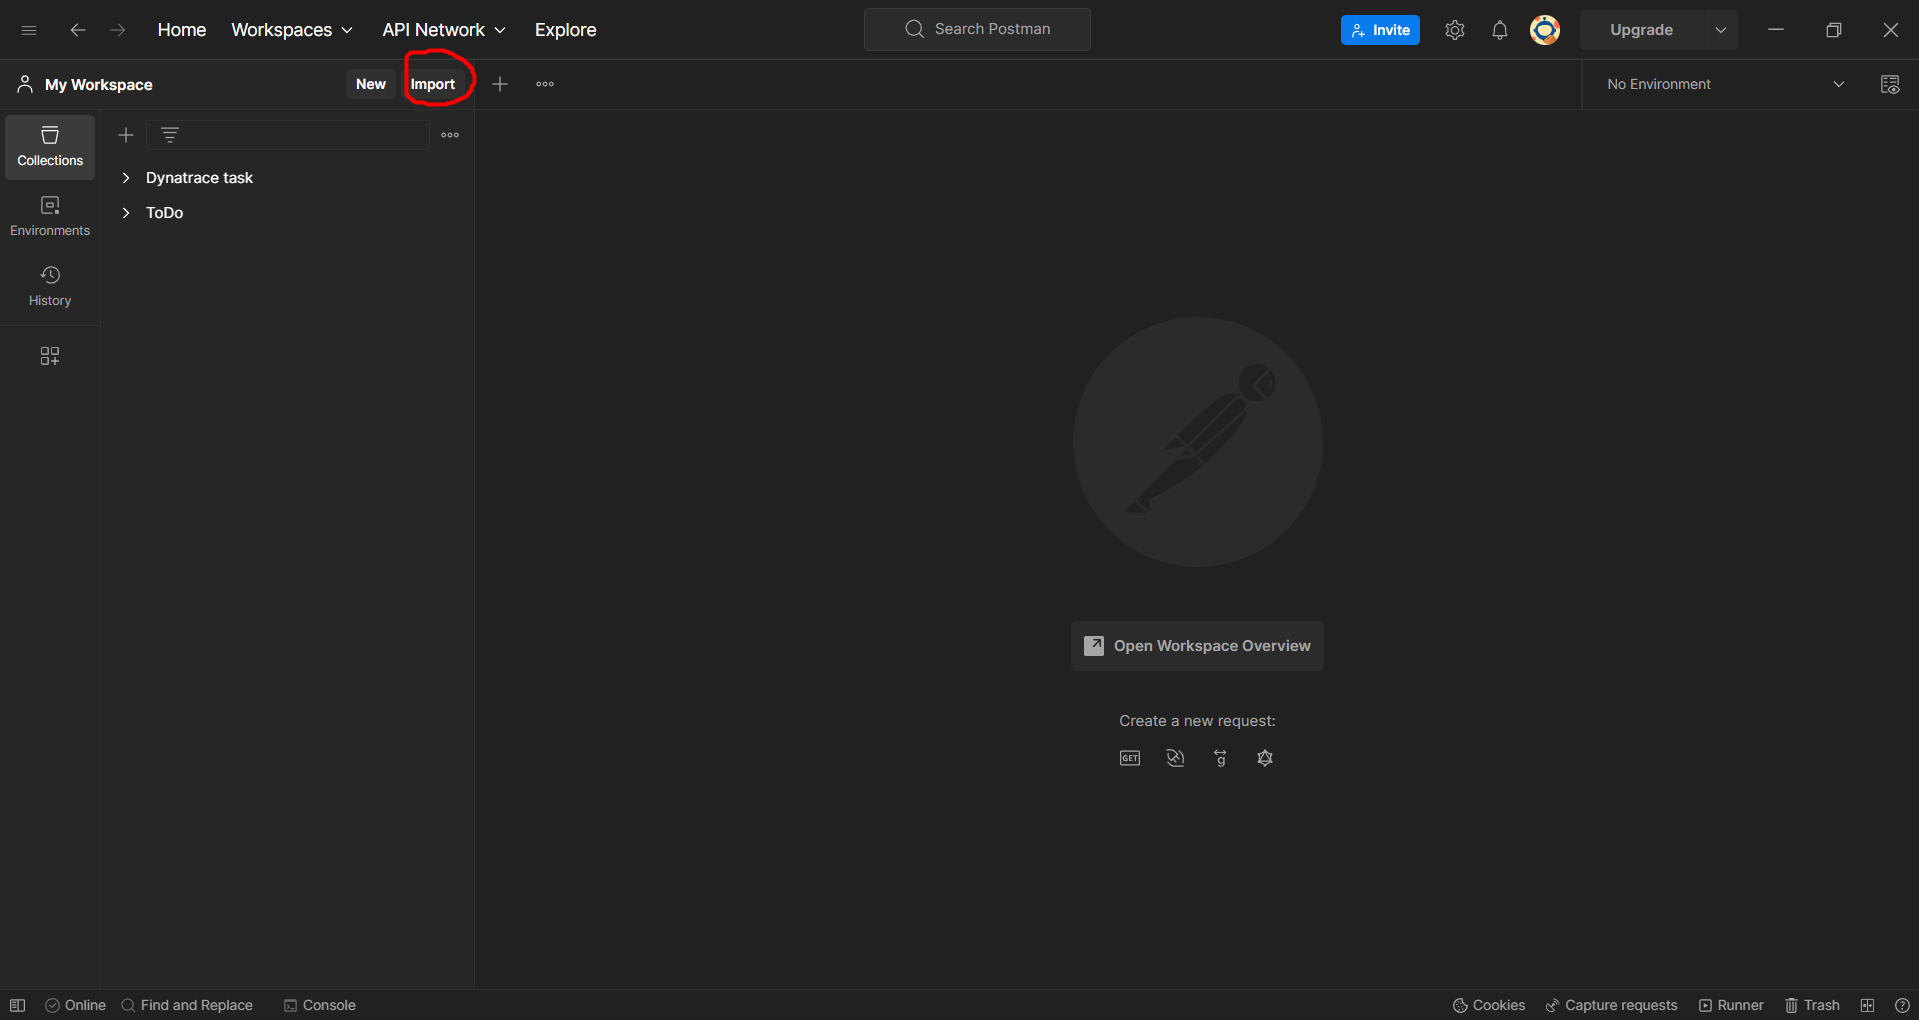 Home Workspaces API Network Explore Search Postman Invite Upgrade
My Workspace New Import No Environment
Collections
Dynatrace task
ToDo
Environments
History
Open Workspace Overview
Create a new request:
GET
g
Online Find and Replace Console Cookies Capture requests Runner Trash